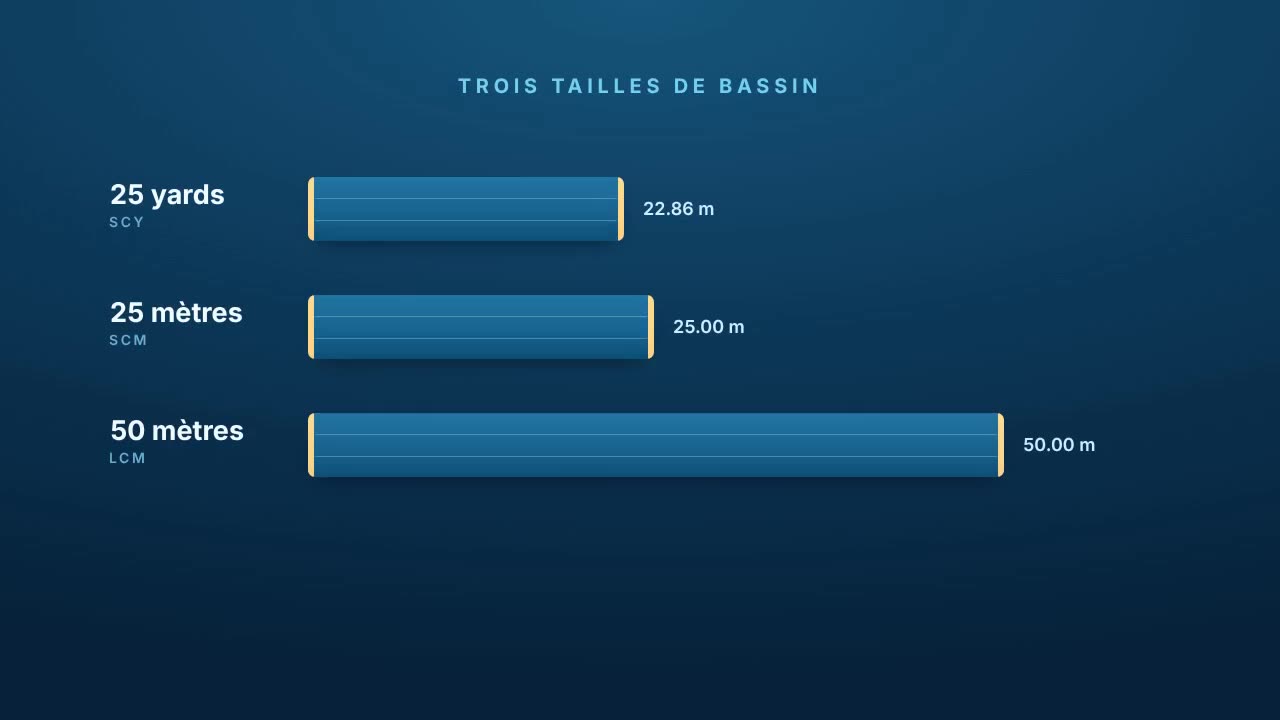 TROIS TAILLES DE BASSIN
25 yards
SCY
22.86 m
25 mètres
SCM
25.00 m
50 mètres
LCM
50.00 m